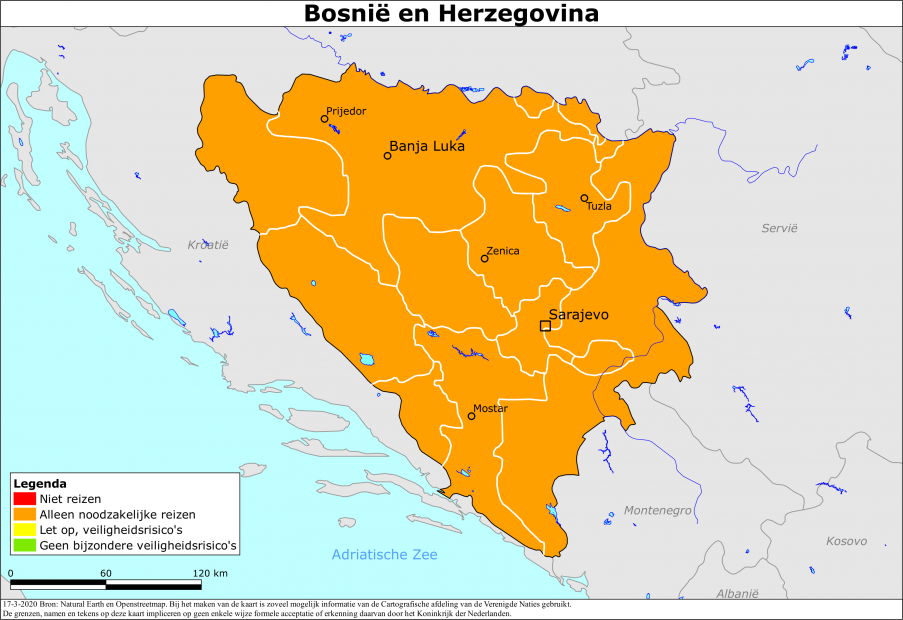 Bosnië en Herzegovina
Prijedor
Banja Luka
Tuzla
Servië
Kroatië
Zenica
Sarajevo
Mostar
Legenda
Niet reizen
Alleen noodzakelijke reizen
Let op, veiligheidsrisico's
Geen bijzondere veiligheidsrisico's
Montenegro
Kosovo
Adriatische Zee
0 60 120 km
Albanië
17-3-2020 Bron: Natural Earth en Openstreetmap. Bij het maken van de kaart is zoveel mogelijk informatie van de Cartografische afdeling van de Verenigde Naties gebruikt.
De grenzen, namen en tekens op deze kaart impliceren op geen enkele wijze formele acceptatie of erkenning daarvan door het Koninkrijk der Nederlanden.